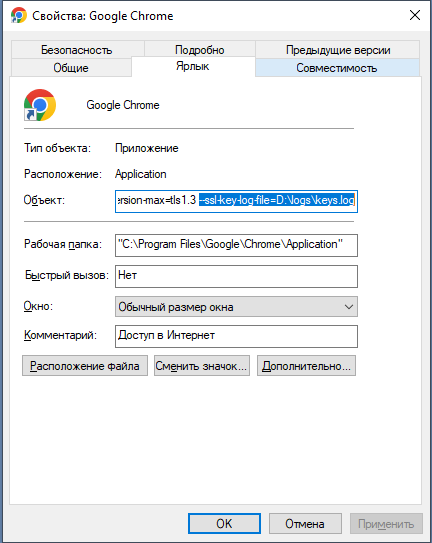 Свойства: Google Chrome
Безопасность Подробно Предыдущие версии
Общие Ярлык Совместимость
Google Chrome
Тип объекта: Приложение
Расположение: Application
Объект: ersion-max=tls1.3 --ssl-key-log-file=D:\logs\keys.log
Рабочая папка: "C:\Program Files\Google\Chrome\Application"
Быстрый вызов: Нет
Окно: Обычный размер окна
Комментарий: Доступ в Интернет
Расположение файла Сменить значок... Дополнительно...
OK Отмена Применить